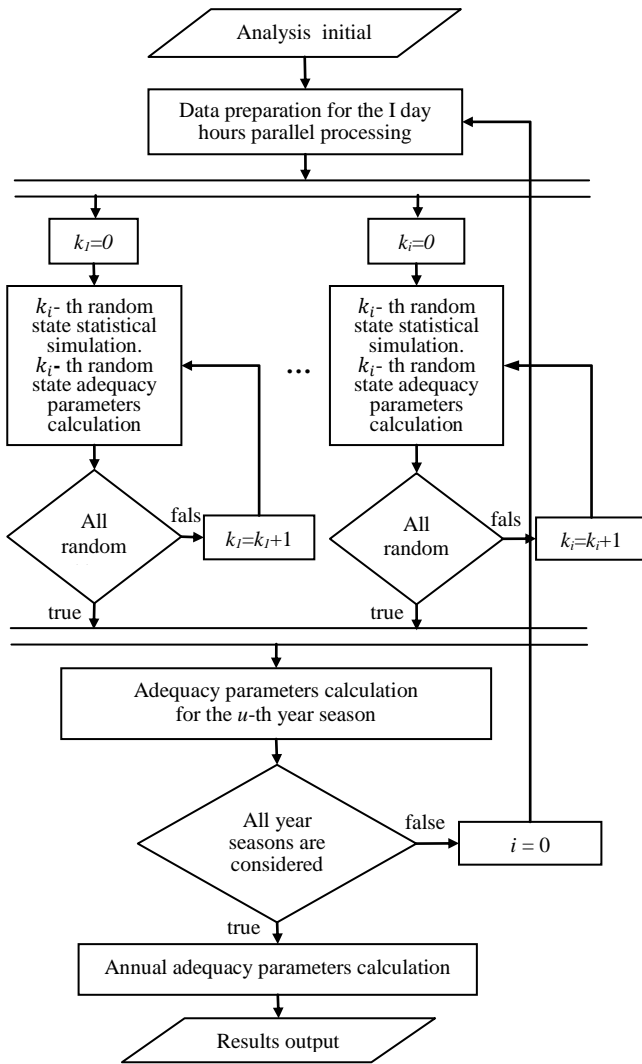 Analysis initial
Data preparation for the I day
hours parallel processing
k₁=0
kᵢ=0
kᵢ- th random
state statistical
simulation.
kᵢ- th random
state adequacy
parameters
calculation
...
kᵢ- th random
state statistical
simulation.
kᵢ- th random
state adequacy
parameters
calculation
All
random
fals
k₁=k₁+1
true
All
random
fals
kᵢ=kᵢ+1
true
Adequacy parameters calculation
for the u-th year season
All year
seasons are
considered
false
i = 0
true
Annual adequacy parameters calculation
Results output